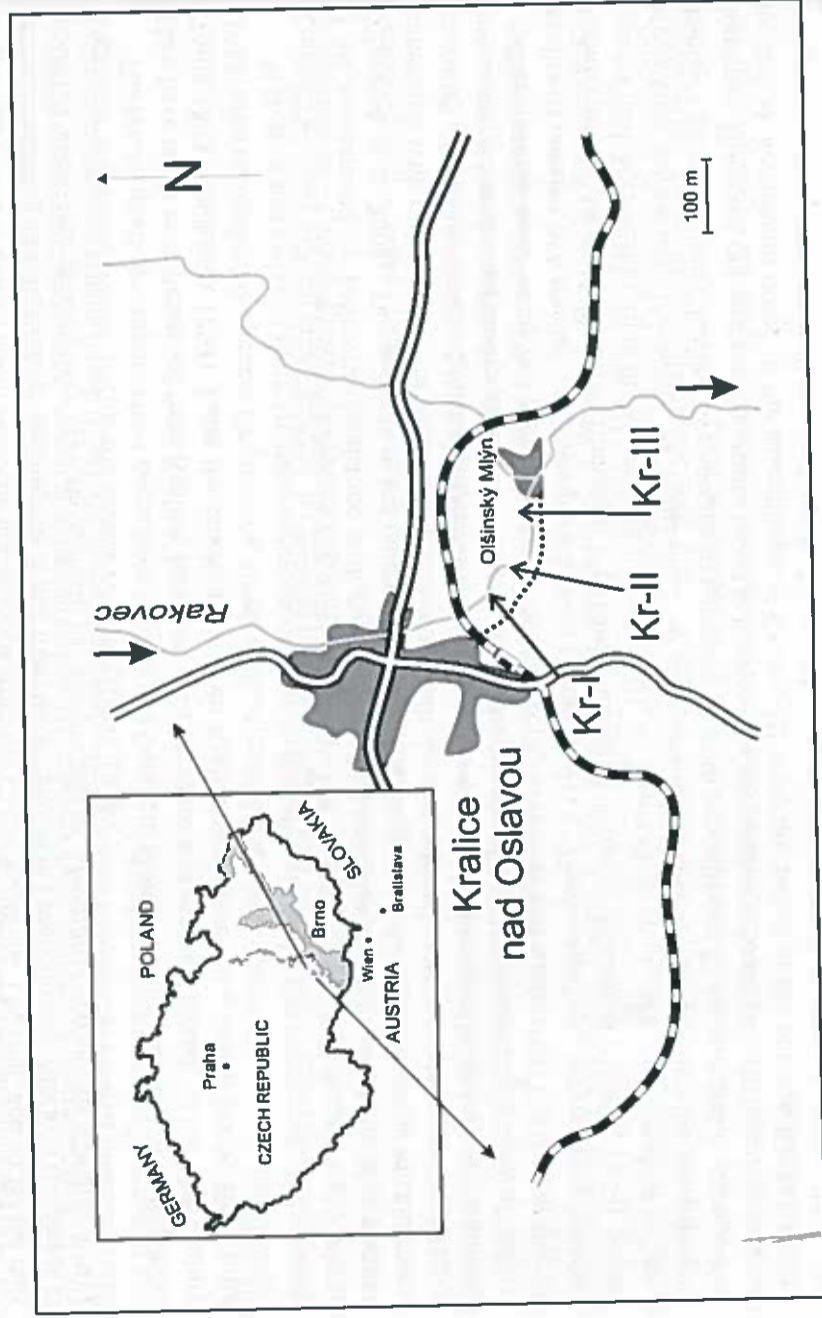 GERMANY
POLAND
Praha
CZECH REPUBLIC
Brno
SLOVAKIA
Wien
Bratislava
AUSTRIA
Rakovec
N
Kralice
nad Oslavou
Olšinský Mlýn
Kr-I
Kr-II
Kr-III
100 m